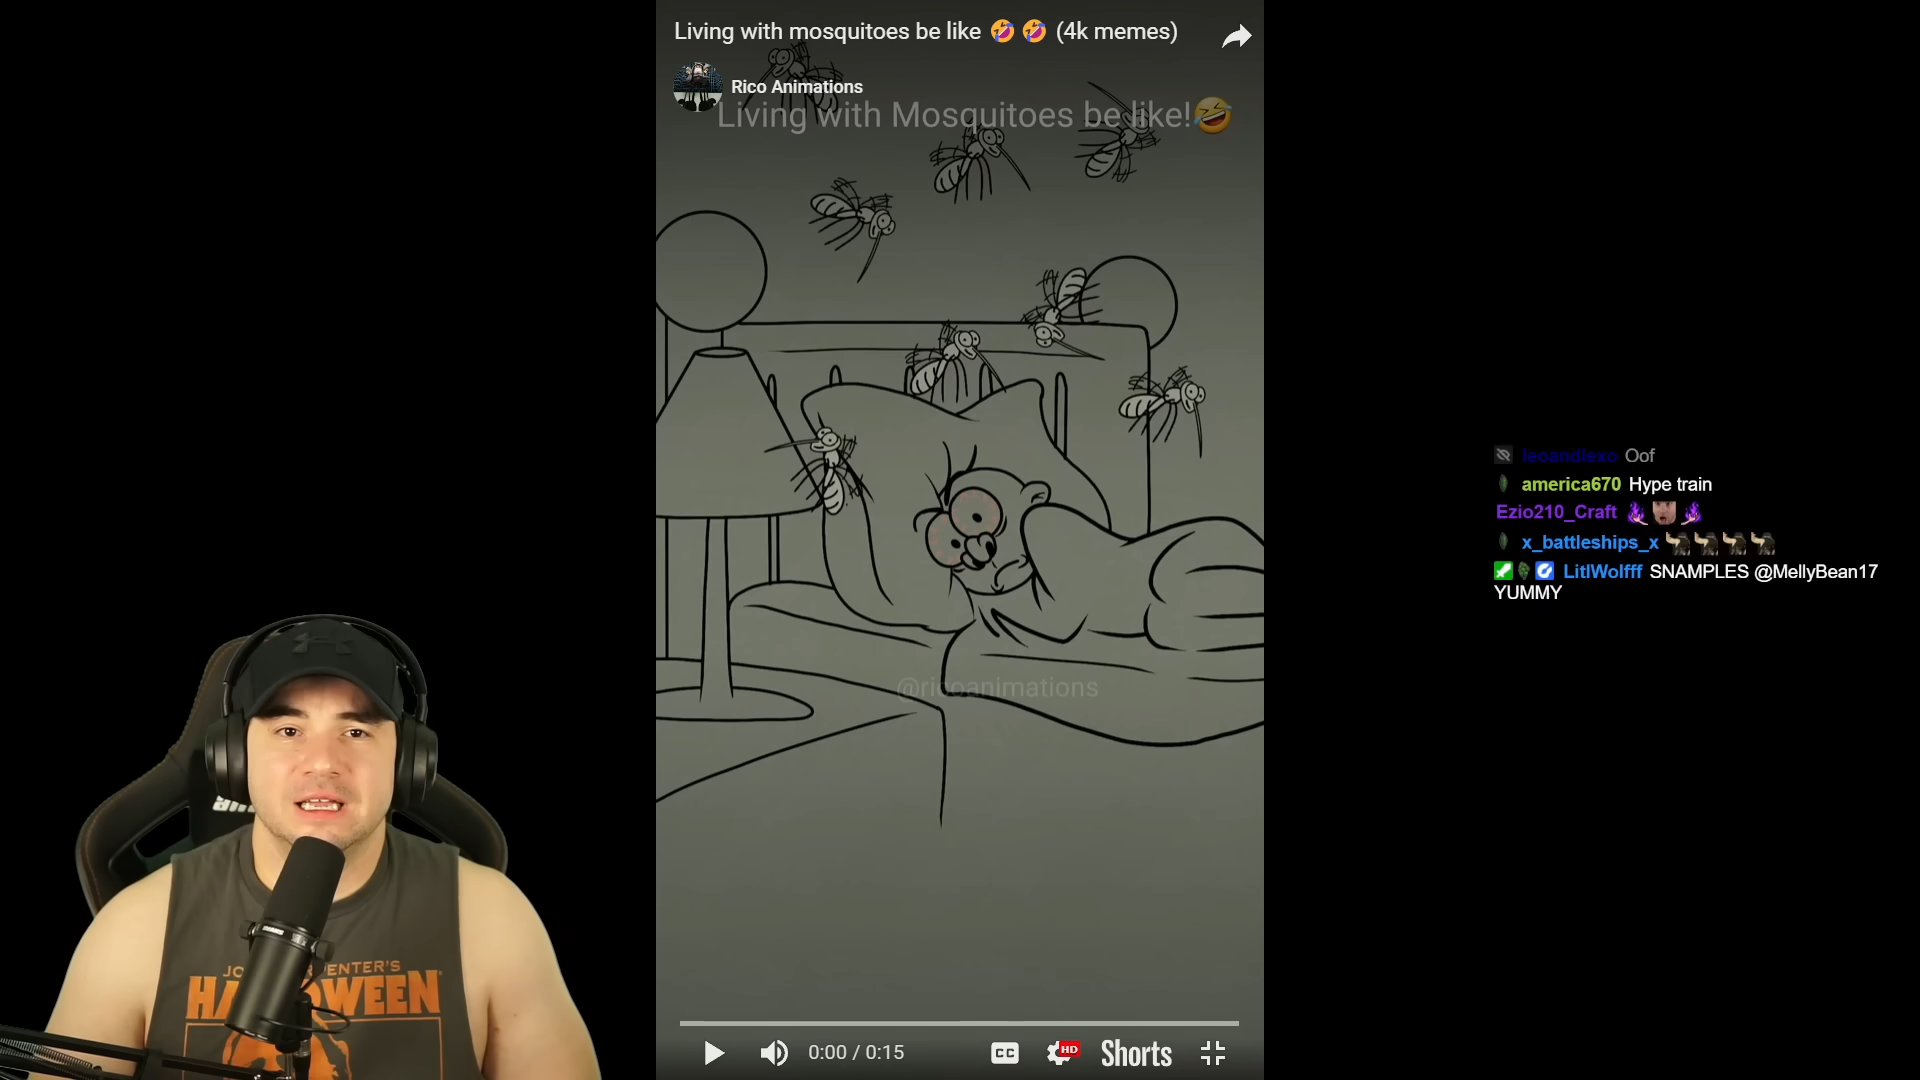 Living with mosquitoes be like 🤣 🤣 (4k memes)
Rico Animations
Living with Mosquitoes be like!🤣
@ricoanimations
leoandlexo Oof
america670 Hype train
Ezio210_Craft
x_battleships_x
LitlWolfff SNAMPLES @MellyBean17
YUMMY
HALLOWEEN
0:00 / 0:15
CC
HD
Shorts